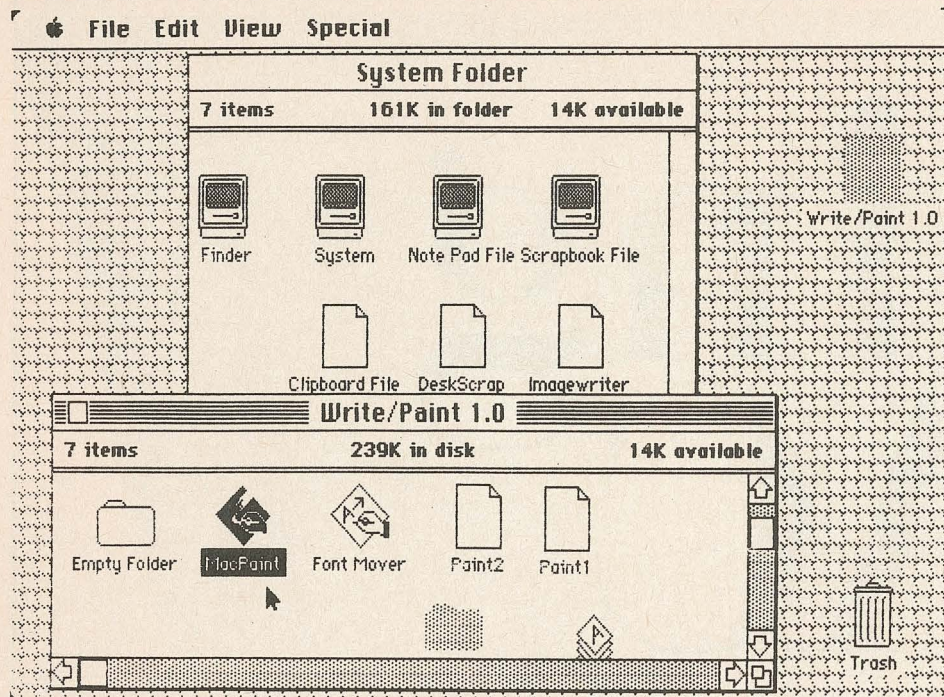 File Edit View Special
System Folder
7 items 161K in folder 14K available
Finder System Note Pad File Scrapbook File
Clipboard File DeskScrap Imagewriter
Write/Paint 1.0
Write/Paint 1.0
7 items 239K in disk 14K available
Empty Folder MacPaint Font Mover Paint2 Paint1
A
Trash